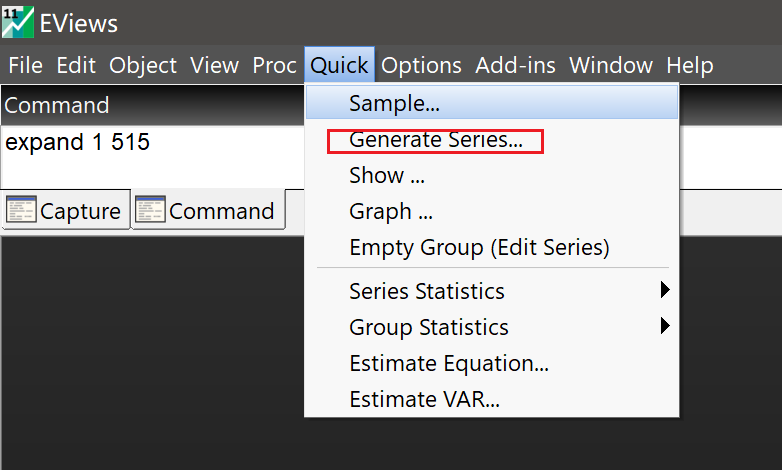 11
EViews
File Edit Object View Proc Quick Options Add-ins Window Help
Command
expand 1 515
Capture Command
Sample...
Generate Series...
Show ...
Graph ...
Empty Group (Edit Series)
Series Statistics
Group Statistics
Estimate Equation...
Estimate VAR...